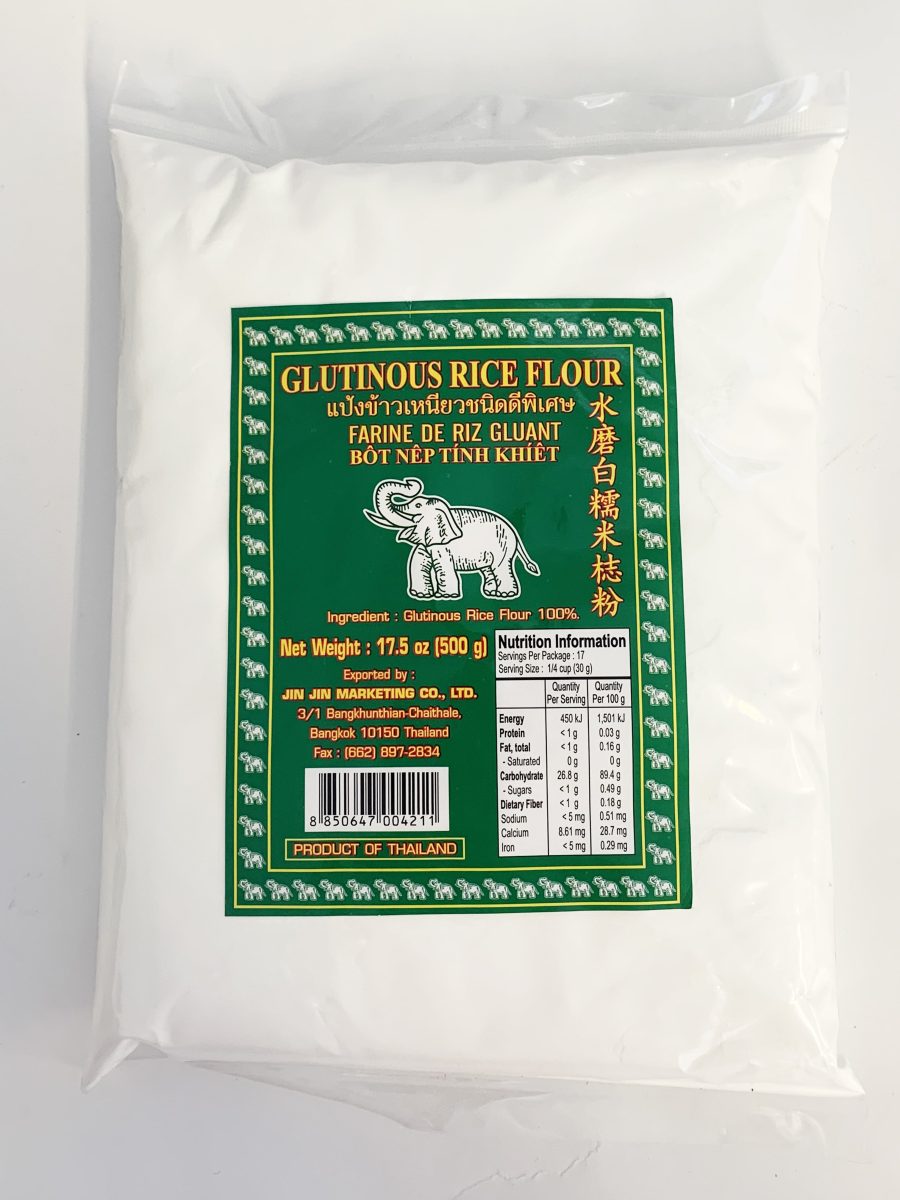 GLUTINOUS RICE FLOUR
แป้งข้าวเหนียวชนิดดีพิเศษ
FARINE DE RIZ GLUANT
BÔT NÊP TÍNH KHÍÊT
水磨白糯米梽粉
Ingredient : Glutinous Rice Flour 100%.
Net Weight : 17.5 oz (500 g)
Exported by :
JIN JIN MARKETING CO., LTD.
3/1 Bangkhunthian-Chaithale,
Bangkok 10150 Thailand
Fax : (662) 897-2834
8 850647 004211
PRODUCT OF THAILAND
Nutrition Information
Servings Per Package : 17
Serving Size : 1/4 cup (30 g)
Quantity Per Serving Quantity Per 100 g
Energy 450 kJ 1,501 kJ
Protein < 1 g 0.03 g
Fat, total < 1 g 0.16 g
- Saturated 0 g 0 g
Carbohydrate 26.8 g 89.4 g
- Sugars < 1 g 0.49 g
Dietary Fiber < 1 g 0.18 g
Sodium < 5 mg 0.51 mg
Calcium 8.61 mg 28.7 mg
Iron < 5 mg 0.29 mg